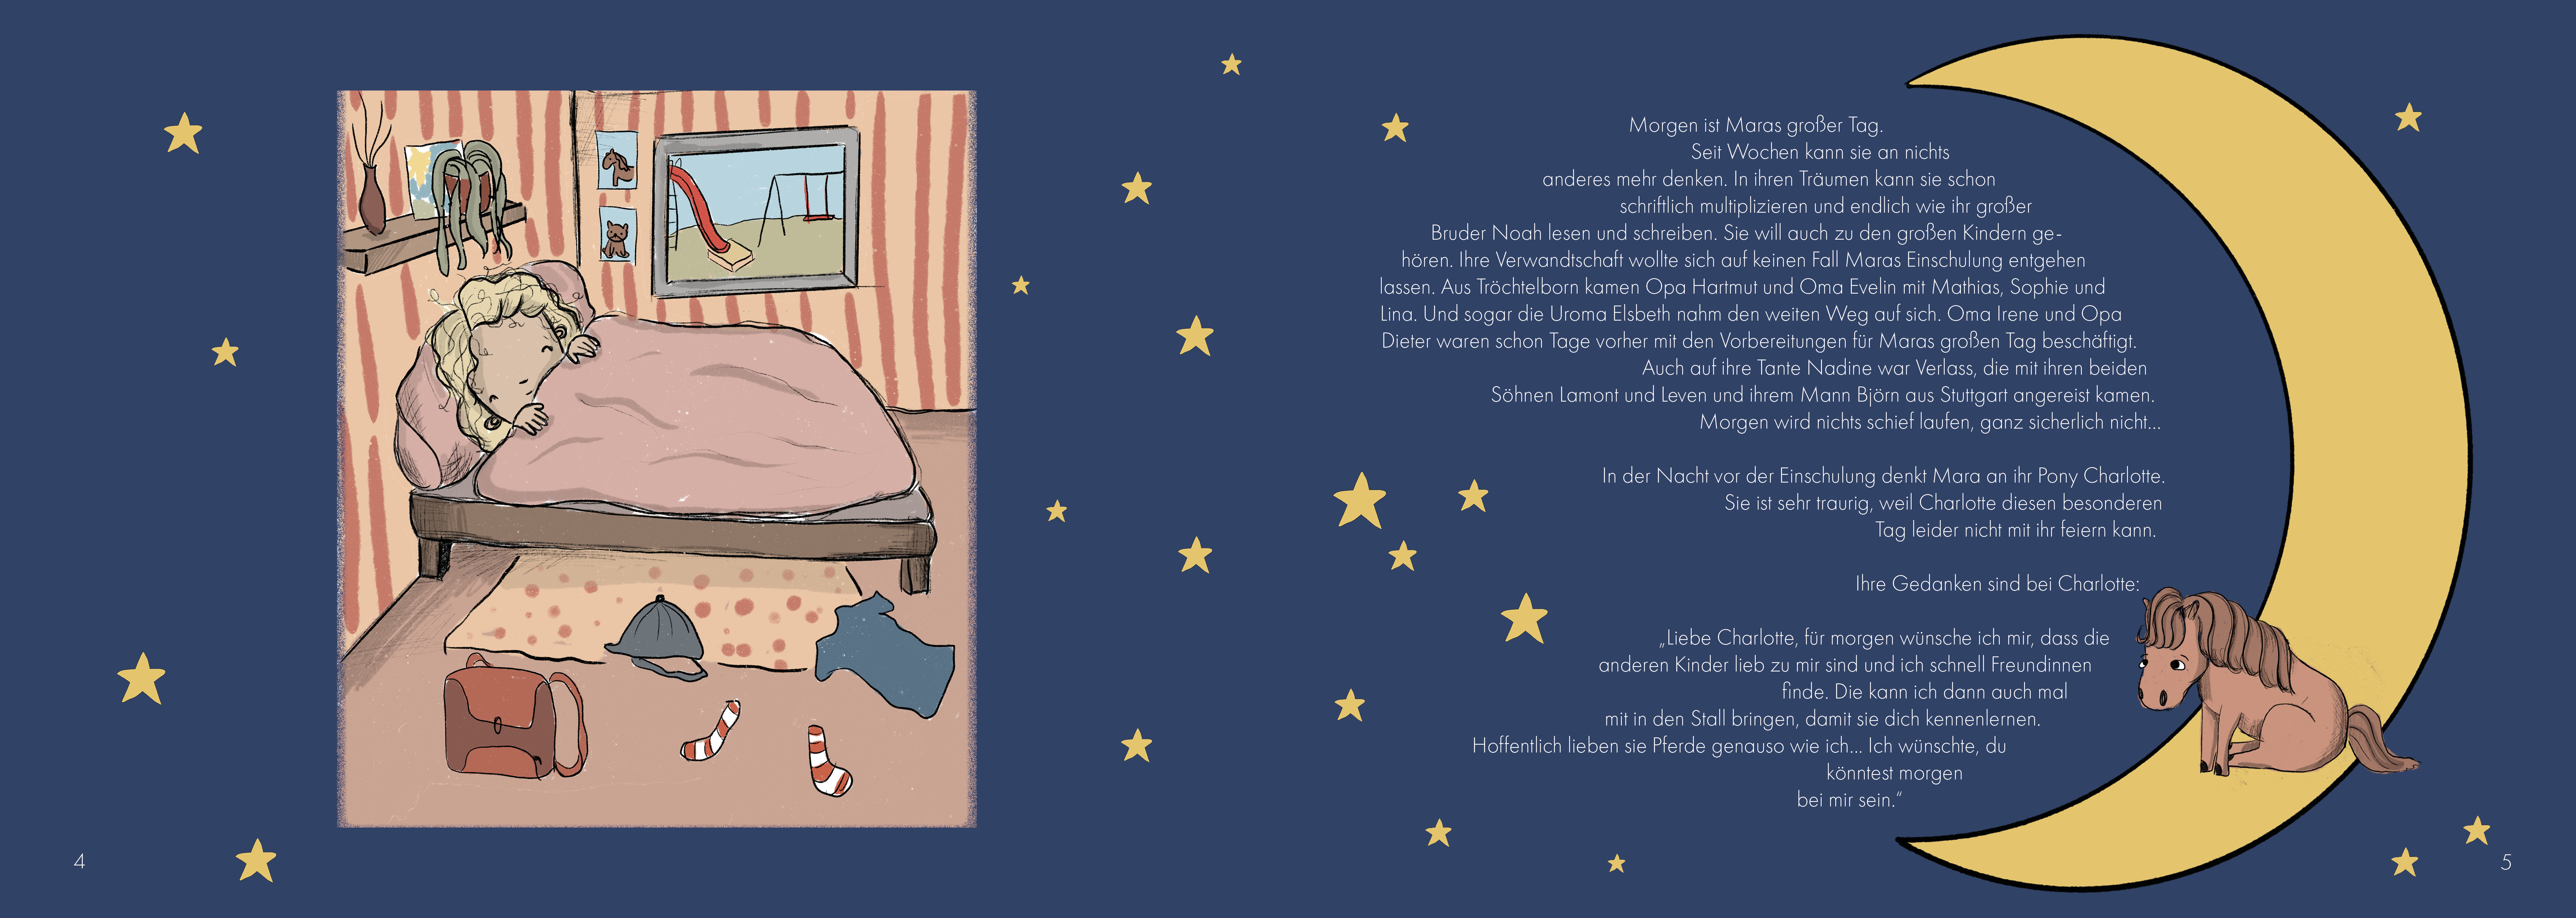 Morgen ist Maras großer Tag.
Seit Wochen kann sie an nichts
anderes mehr denken. In ihren Träumen kann sie schon
schriftlich multiplizieren und endlich wie ihr großer
Bruder Noah lesen und schreiben. Sie will auch zu den großen Kindern ge-
hören. Ihre Verwandtschaft wollte sich auf keinen Fall Maras Einschulung entgehen
lassen. Aus Tröchtelborn kamen Opa Hartmut und Oma Evelin mit Mathias, Sophie und
Lina. Und sogar die Uroma Elsbeth nahm den weiten Weg auf sich. Oma Irene und Opa
Dieter waren schon Tage vorher mit den Vorbereitungen für Maras großen Tag beschäftigt.
Auch auf ihre Tante Nadine war Verlass, die mit ihren beiden
Söhnen Lamont und Leven und ihrem Mann Björn aus Stuttgart angereist kamen.
Morgen wird nichts schief laufen, ganz sicherlich nicht...
In der Nacht vor der Einschulung denkt Mara an ihr Pony Charlotte.
Sie ist sehr traurig, weil Charlotte diesen besonderen
Tag leider nicht mit ihr feiern kann.
Ihre Gedanken sind bei Charlotte:
„Liebe Charlotte, für morgen wünsche ich mir, dass die
anderen Kinder lieb zu mir sind und ich schnell Freundinnen
finde. Die kann ich dann auch mal
mit in den Stall bringen, damit sie dich kennenlernen.
Hoffentlich lieben sie Pferde genauso wie ich... Ich wünschte, du
könntest morgen
bei mir sein.“
4
5